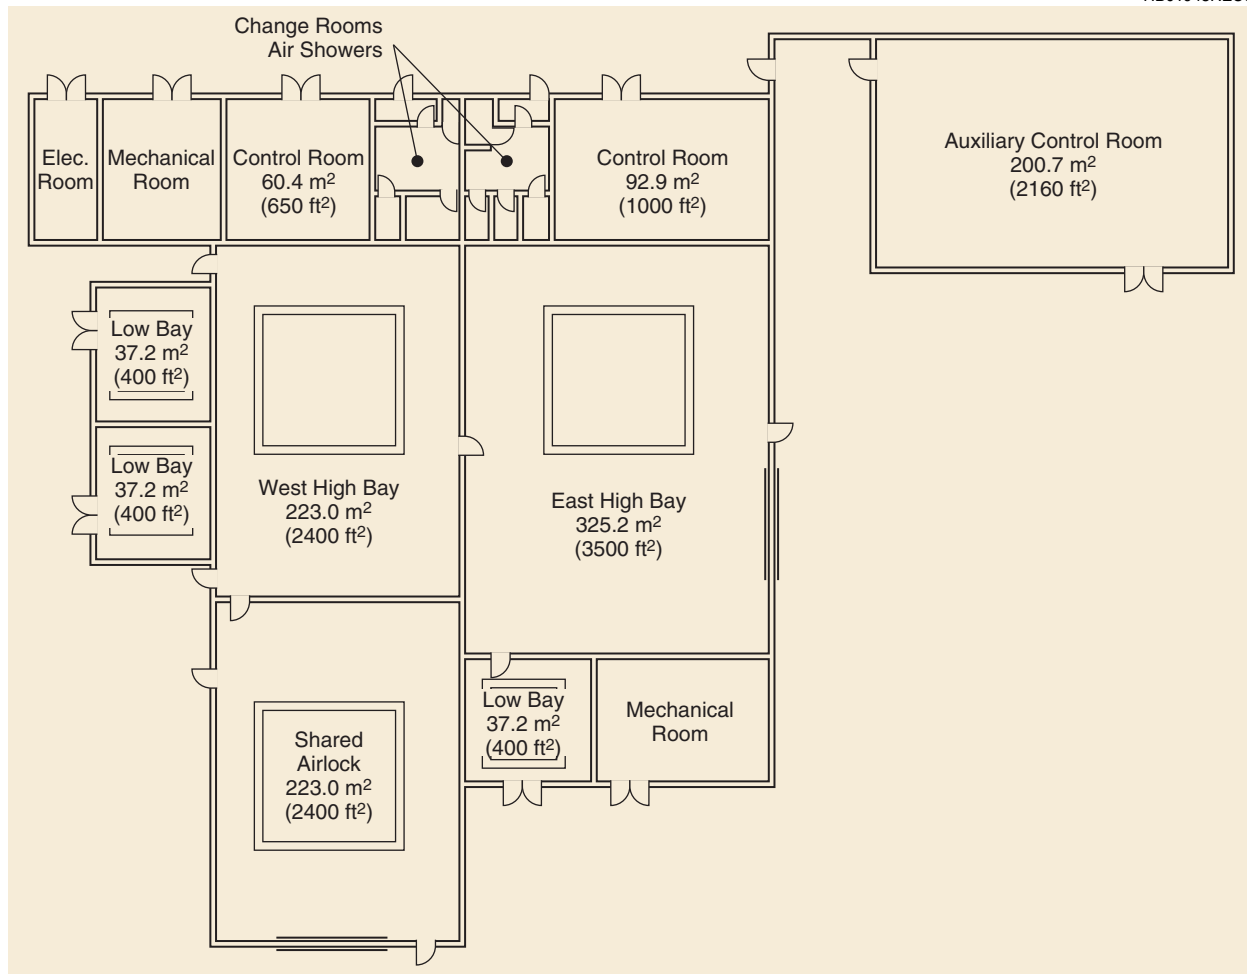 Change Rooms
Air Showers
Elec.
Room
Mechanical
Room
Control Room
60.4 m²
(650 ft²)
Control Room
92.9 m²
(1000 ft²)
Auxiliary Control Room
200.7 m²
(2160 ft²)
Low Bay
37.2 m²
(400 ft²)
Low Bay
37.2 m²
(400 ft²)
West High Bay
223.0 m²
(2400 ft²)
East High Bay
325.2 m²
(3500 ft²)
Shared
Airlock
223.0 m²
(2400 ft²)
Low Bay
37.2 m²
(400 ft²)
Mechanical
Room